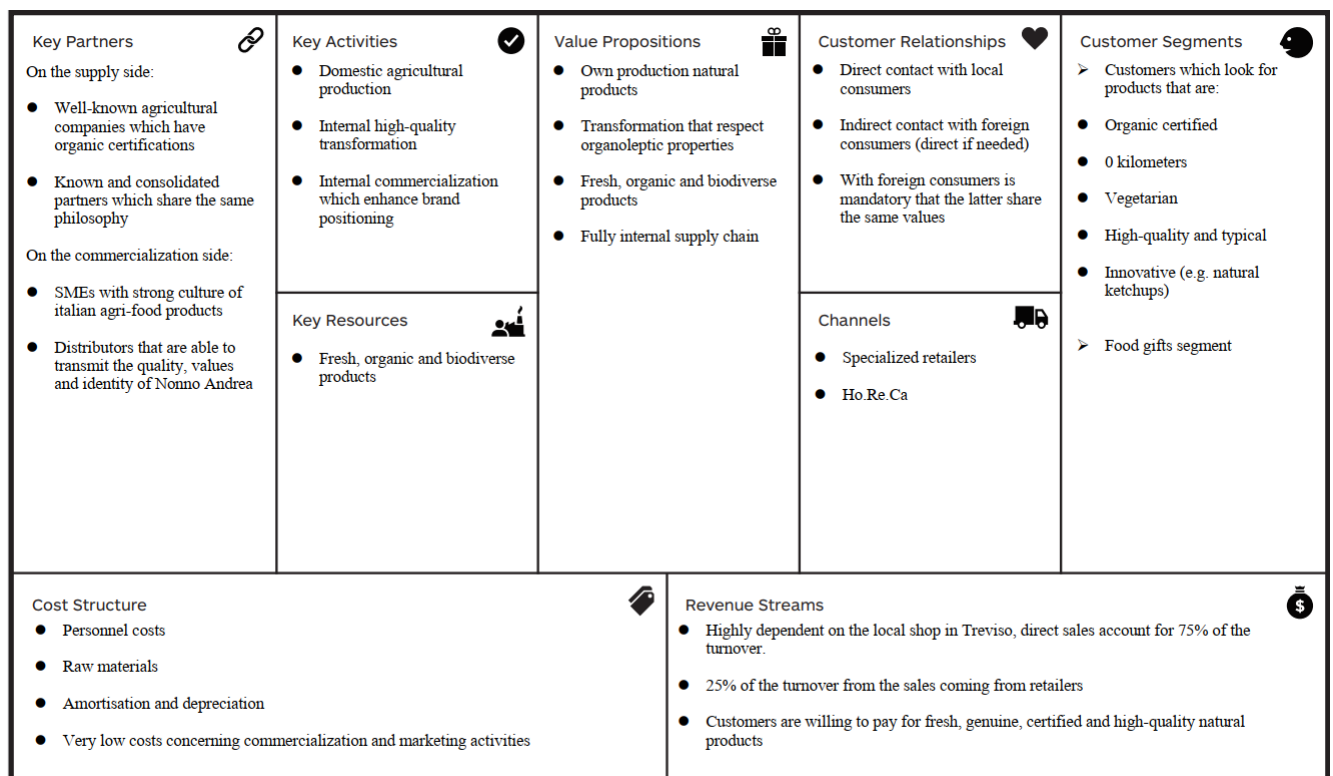 Key Partners
On the supply side:
● Well-known agricultural
companies which have
organic certifications
● Known and consolidated
partners which share the same
philosophy
On the commercialization side:
● SMEs with strong culture of
italian agri-food products
● Distributors that are able to
transmit the quality, values
and identity of Nonno Andrea
Key Activities
● Domestic agricultural
production
● Internal high-quality
transformation
● Internal commercialization
which enhance brand
positioning
Key Resources
● Fresh, organic and biodiverse
products
Value Propositions
● Own production natural
products
● Transformation that respect
organoleptic properties
● Fresh, organic and biodiverse
products
● Fully internal supply chain
Customer Relationships
● Direct contact with local
consumers
● Indirect contact with foreign
consumers (direct if needed)
● With foreign consumers is
mandatory that the latter share
the same values
Channels
● Specialized retailers
● Ho.Re.Ca
Customer Segments
➢ Customers which look for
products that are:
● Organic certified
● 0 kilometers
● Vegetarian
● High-quality and typical
● Innovative (e.g. natural
ketchups)
➢ Food gifts segment
Cost Structure
● Personnel costs
● Raw materials
● Amortisation and depreciation
● Very low costs concerning commercialization and marketing activities
Revenue Streams
$
● Highly dependent on the local shop in Treviso, direct sales account for 75% of the
turnover.
● 25% of the turnover from the sales coming from retailers
● Customers are willing to pay for fresh, genuine, certified and high-quality natural
products